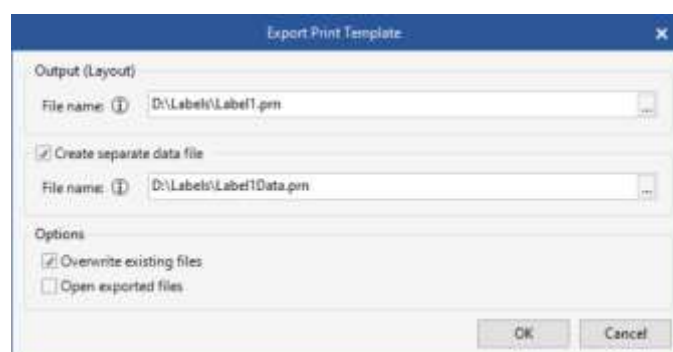 Export Print Template
Output (Layout)
File name: D:\Labels\Label1.prn ...
Create separate data file
File name: D:\Labels\Label1Data.prn ...
Options
Overwrite existing files
Open exported files
OK Cancel